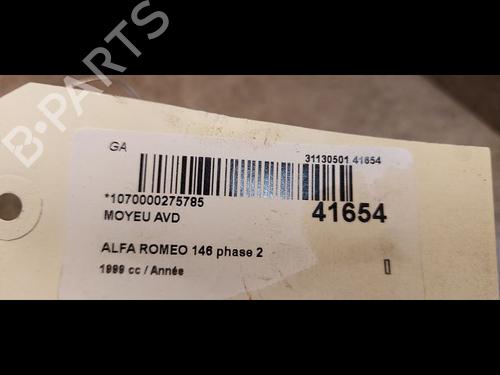 B-PARTS
GA
31130501 41654
*1070000275785
41654
MOYEU AVD
ALFA ROMEO 146 phase 2
1999 cc / Année